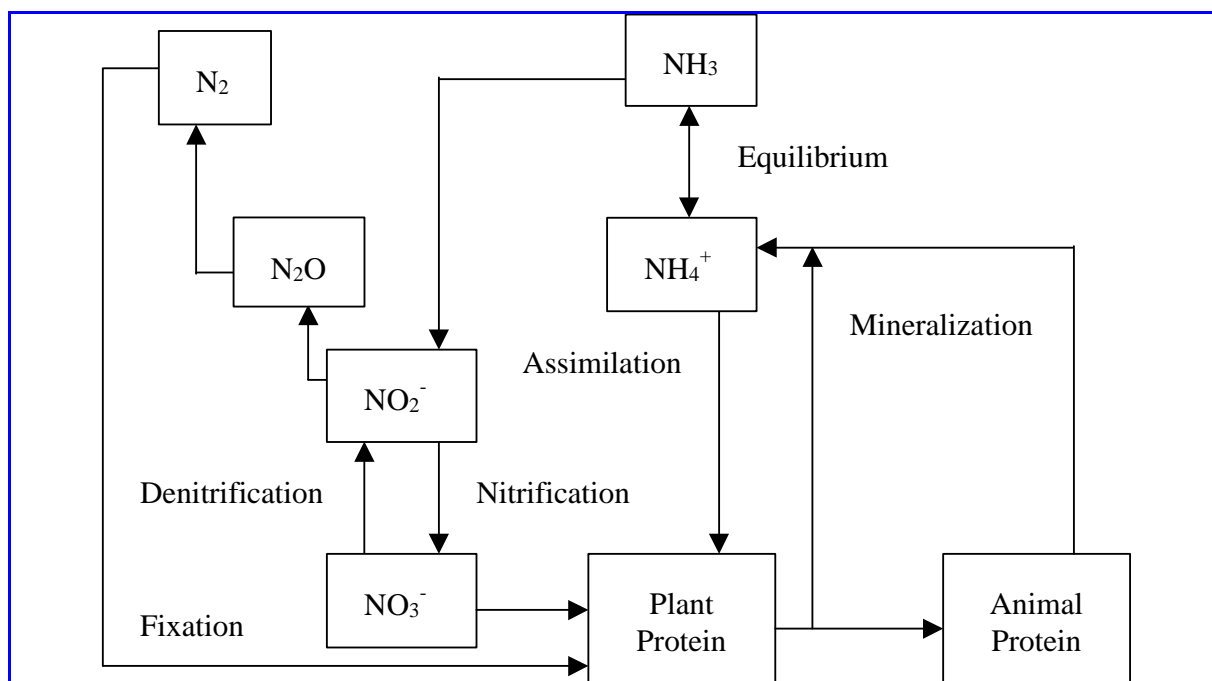 N₂
NH₃
Equilibrium
N₂O
NH₄⁺
Mineralization
Assimilation
NO₂⁻
Denitrification
Nitrification
NO₃⁻
Plant
Protein
Animal
Protein
Fixation